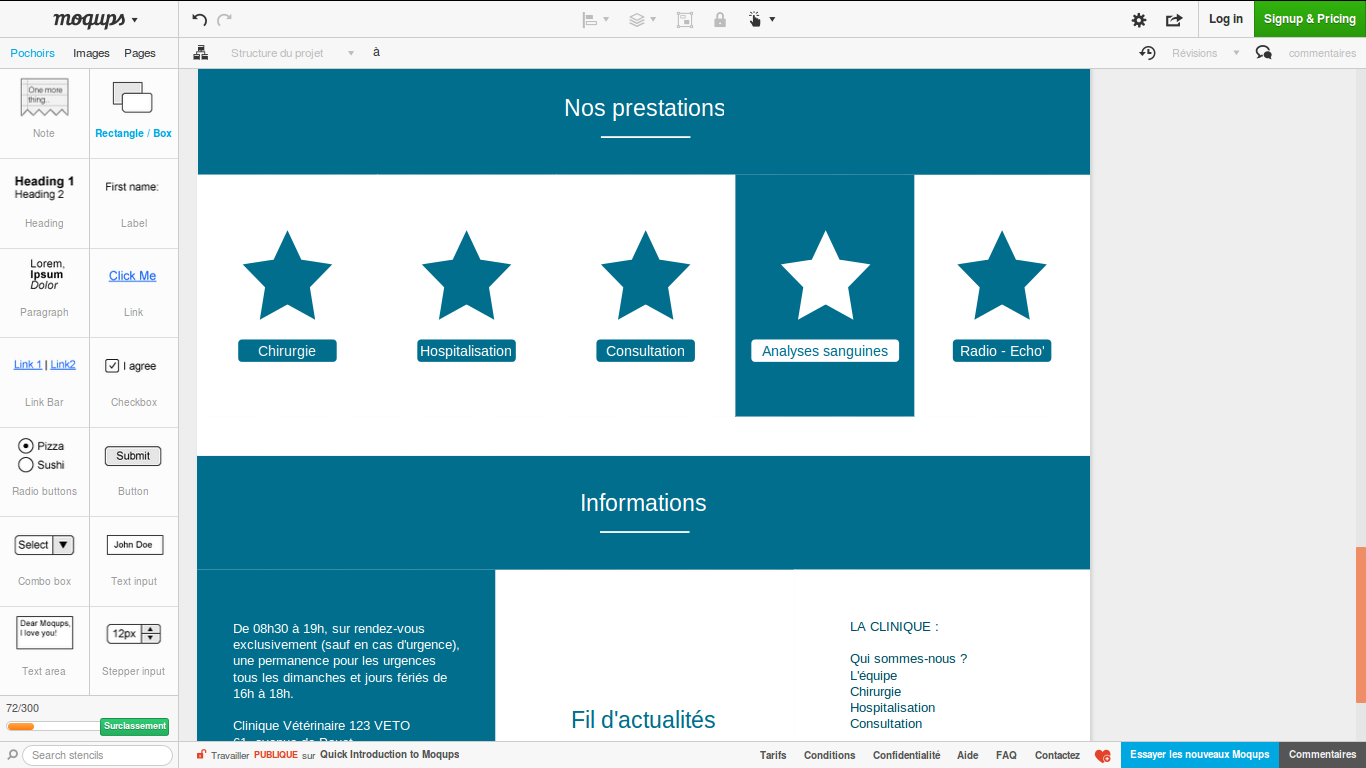 moqups
Log in
Signup & Pricing
Pochoirs
Images
Pages
Structure du projet
à
Révisions
commentaires
One more
thing..
Note
Rectangle / Box
Heading 1
Heading 2
Heading
First name:
Label
Lorem,
Ipsum
Dolor
Paragraph
Click Me
Link
Link 1 | Link2
Link Bar
I agree
Checkbox
Pizza
Sushi
Radio buttons
Submit
Button
Select
Combo box
John Doe
Text input
Dear Moqups,
I love you!
Text area
12px
Stepper input
72/300
Surclassement
Search stencils
Nos prestations
Chirurgie
Hospitalisation
Consultation
Analyses sanguines
Radio - Echo'
Informations
De 08h30 à 19h, sur rendez-vous
exclusivement (sauf en cas d'urgence),
une permanence pour les urgences
tous les dimanches et jours fériés de
16h à 18h.
Clinique Vétérinaire 123 VETO
Fil d'actualités
LA CLINIQUE :
Qui sommes-nous ?
L'équipe
Chirurgie
Hospitalisation
Consultation
Travailler PUBLIQUE sur Quick Introduction to Moqups
Tarifs
Conditions
Confidentialité
Aide
FAQ
Contactez
Essayer les nouveaux Moqups
Commentaires